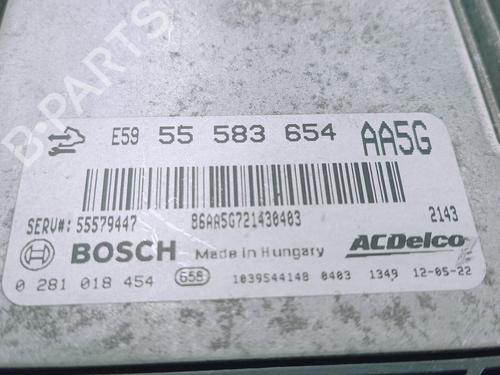 B-PARTS
E59 55 583 654 AA5G
SERV#: 55579447 86AA5G721430403 2143
BOSCH Made in Hungary ACDelco
0 281 018 454 658 1039S44148 0403 1349 12-05-22